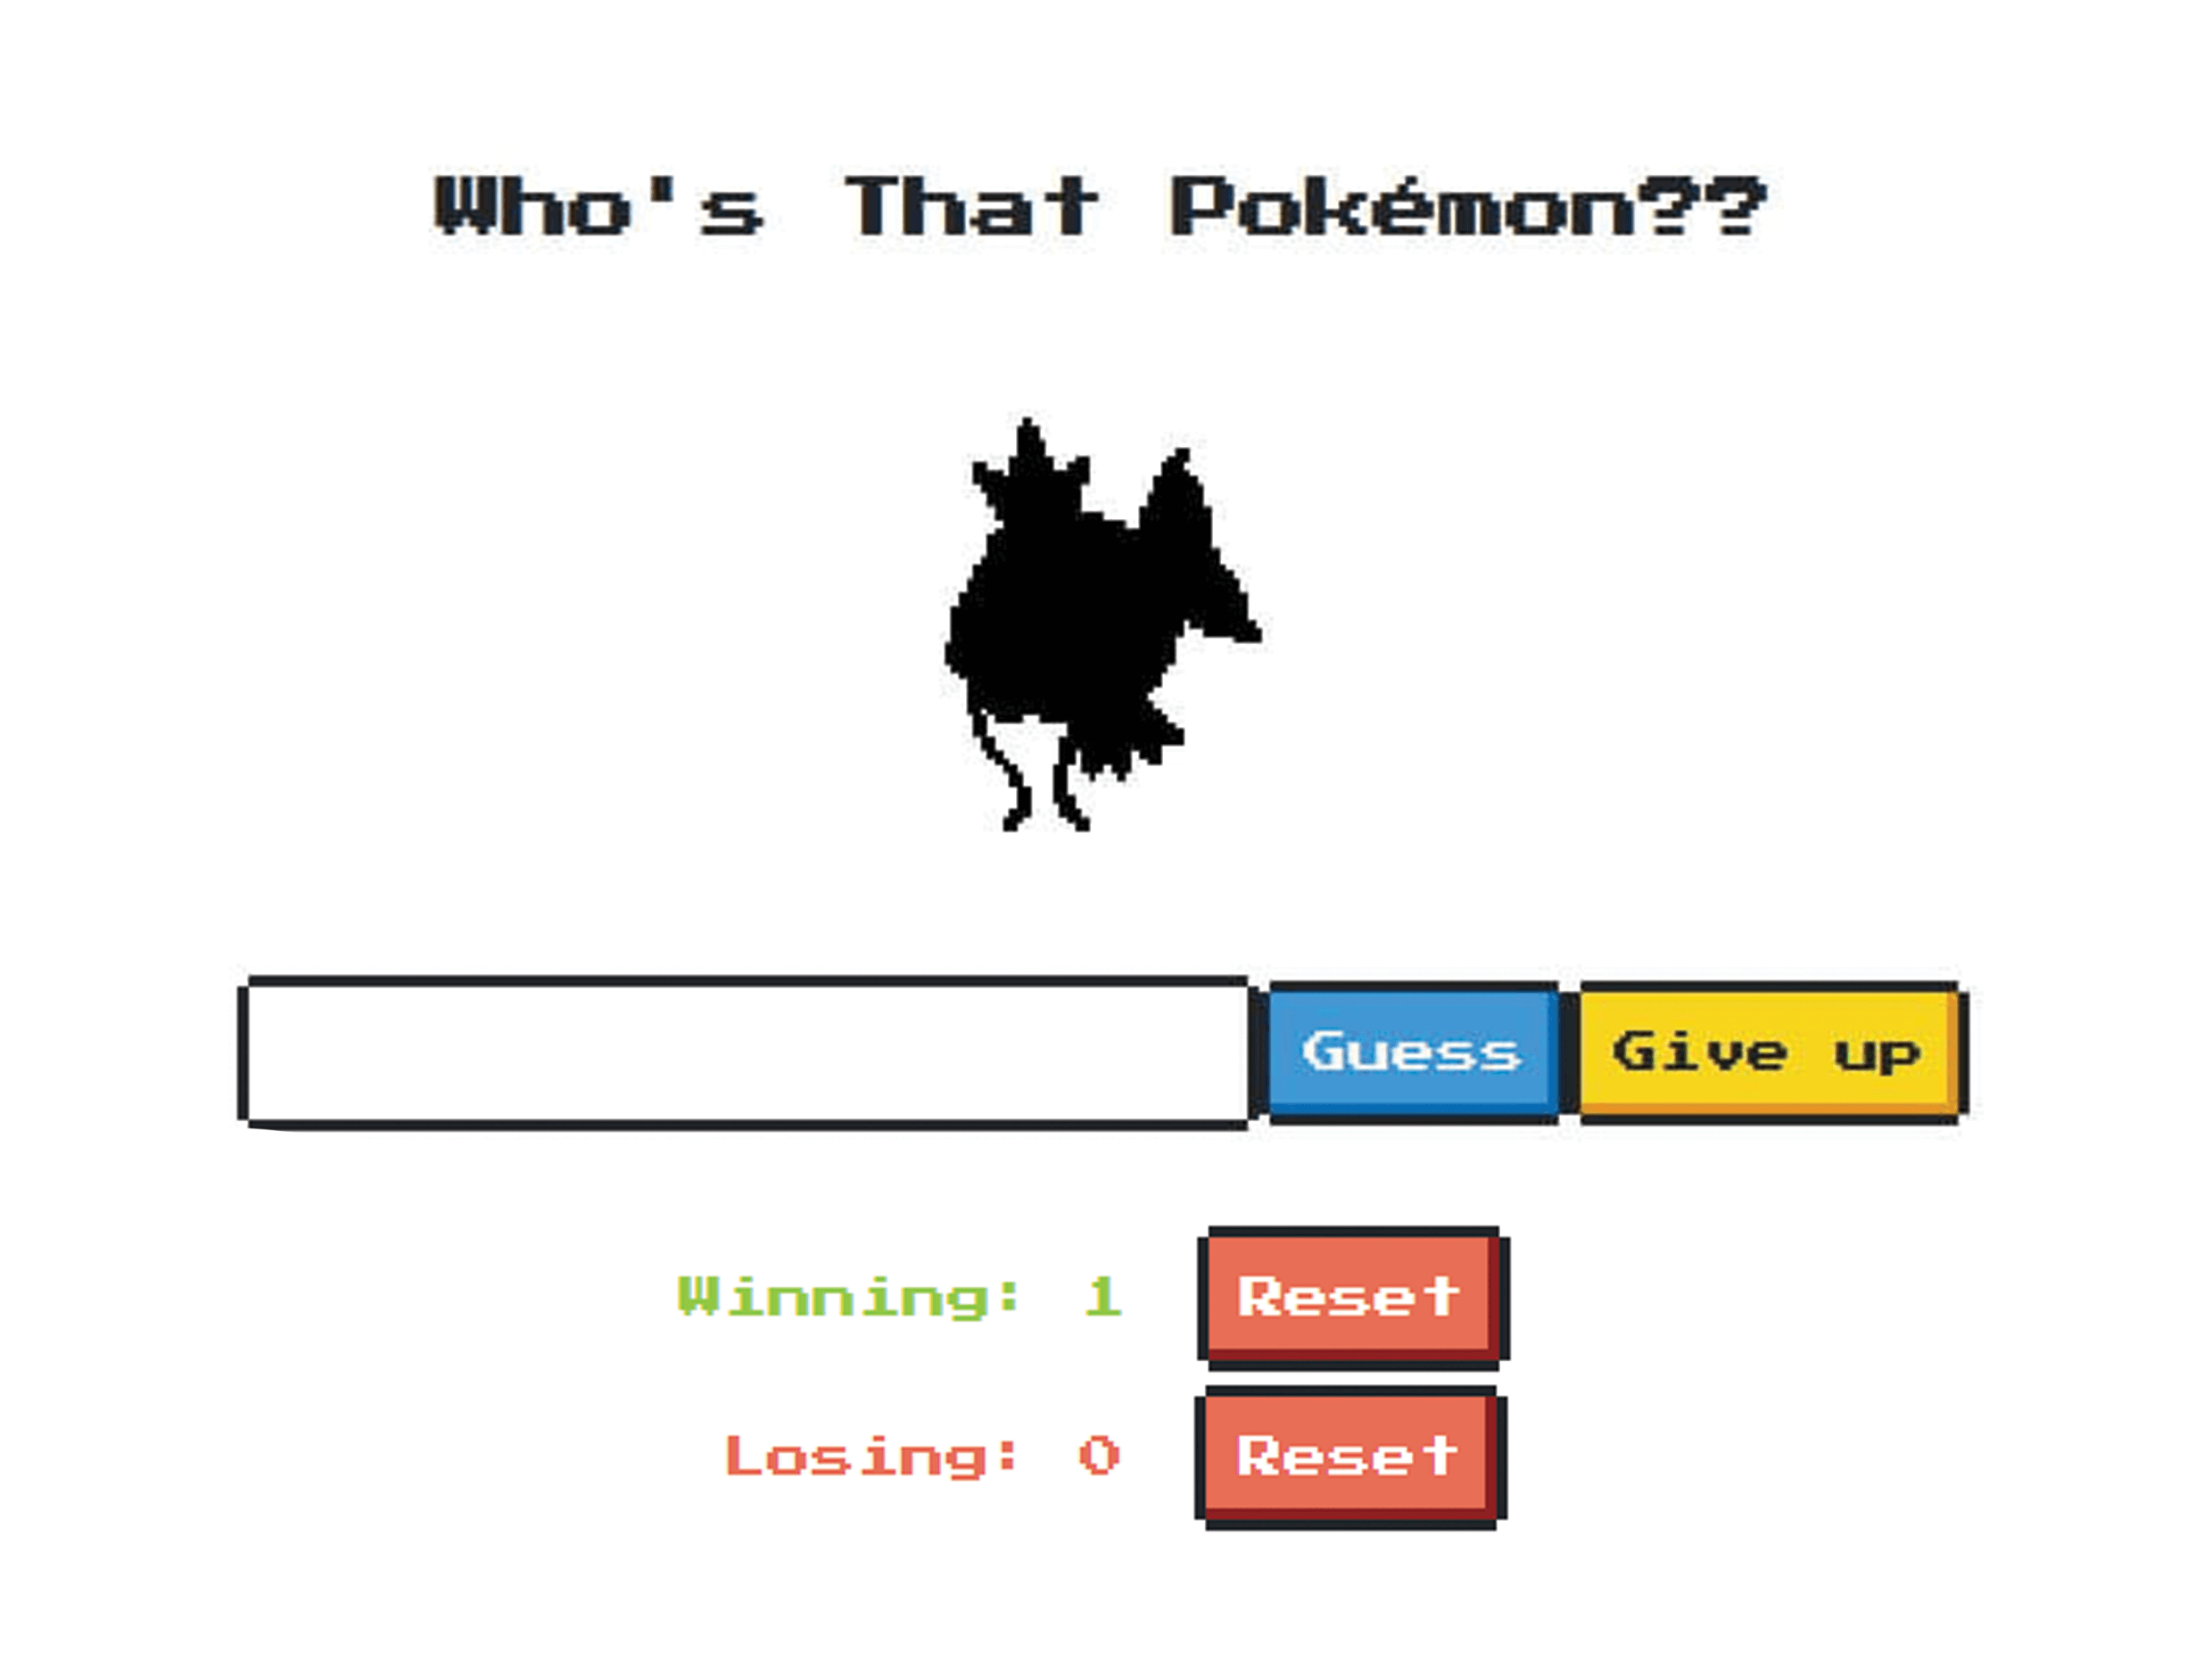 Who's That Pokémon??
Guess Give up
Winning: 1 Reset
Losing: 0 Reset